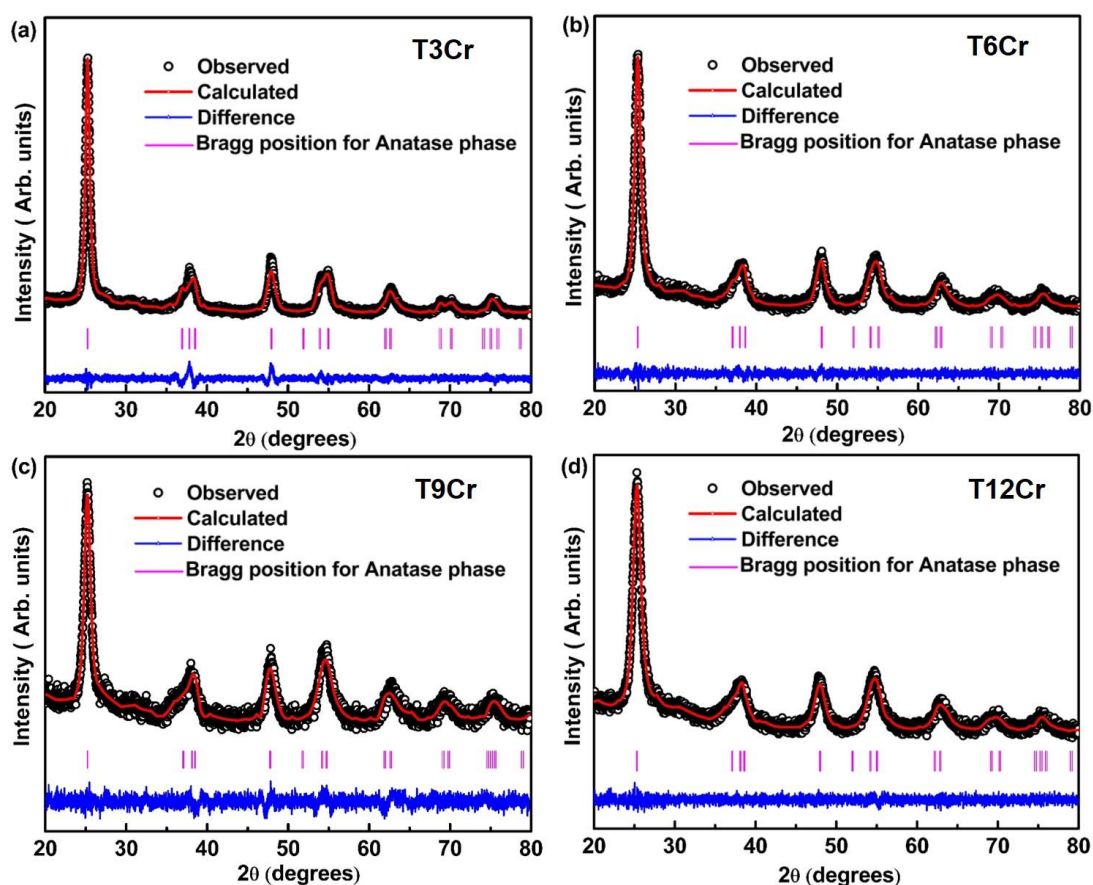 (a)
T3Cr
Observed
Calculated
Difference
Bragg position for Anatase phase
Intensity ( Arb. units)
20 30 40 50 60 70 80
2θ (degrees)
(b)
T6Cr
Observed
Calculated
Difference
Bragg position for Anatase phase
Intensity ( Arb. units)
20 30 40 50 60 70 80
2θ (degrees)
(c)
T9Cr
Observed
Calculated
Difference
Bragg position for Anatase phase
Intensity ( Arb. units)
20 30 40 50 60 70 80
2θ (degrees)
(d)
T12Cr
Observed
Calculated
Difference
Bragg position for Anatase phase
Intensity ( Arb. units)
20 30 40 50 60 70 80
2θ (degrees)